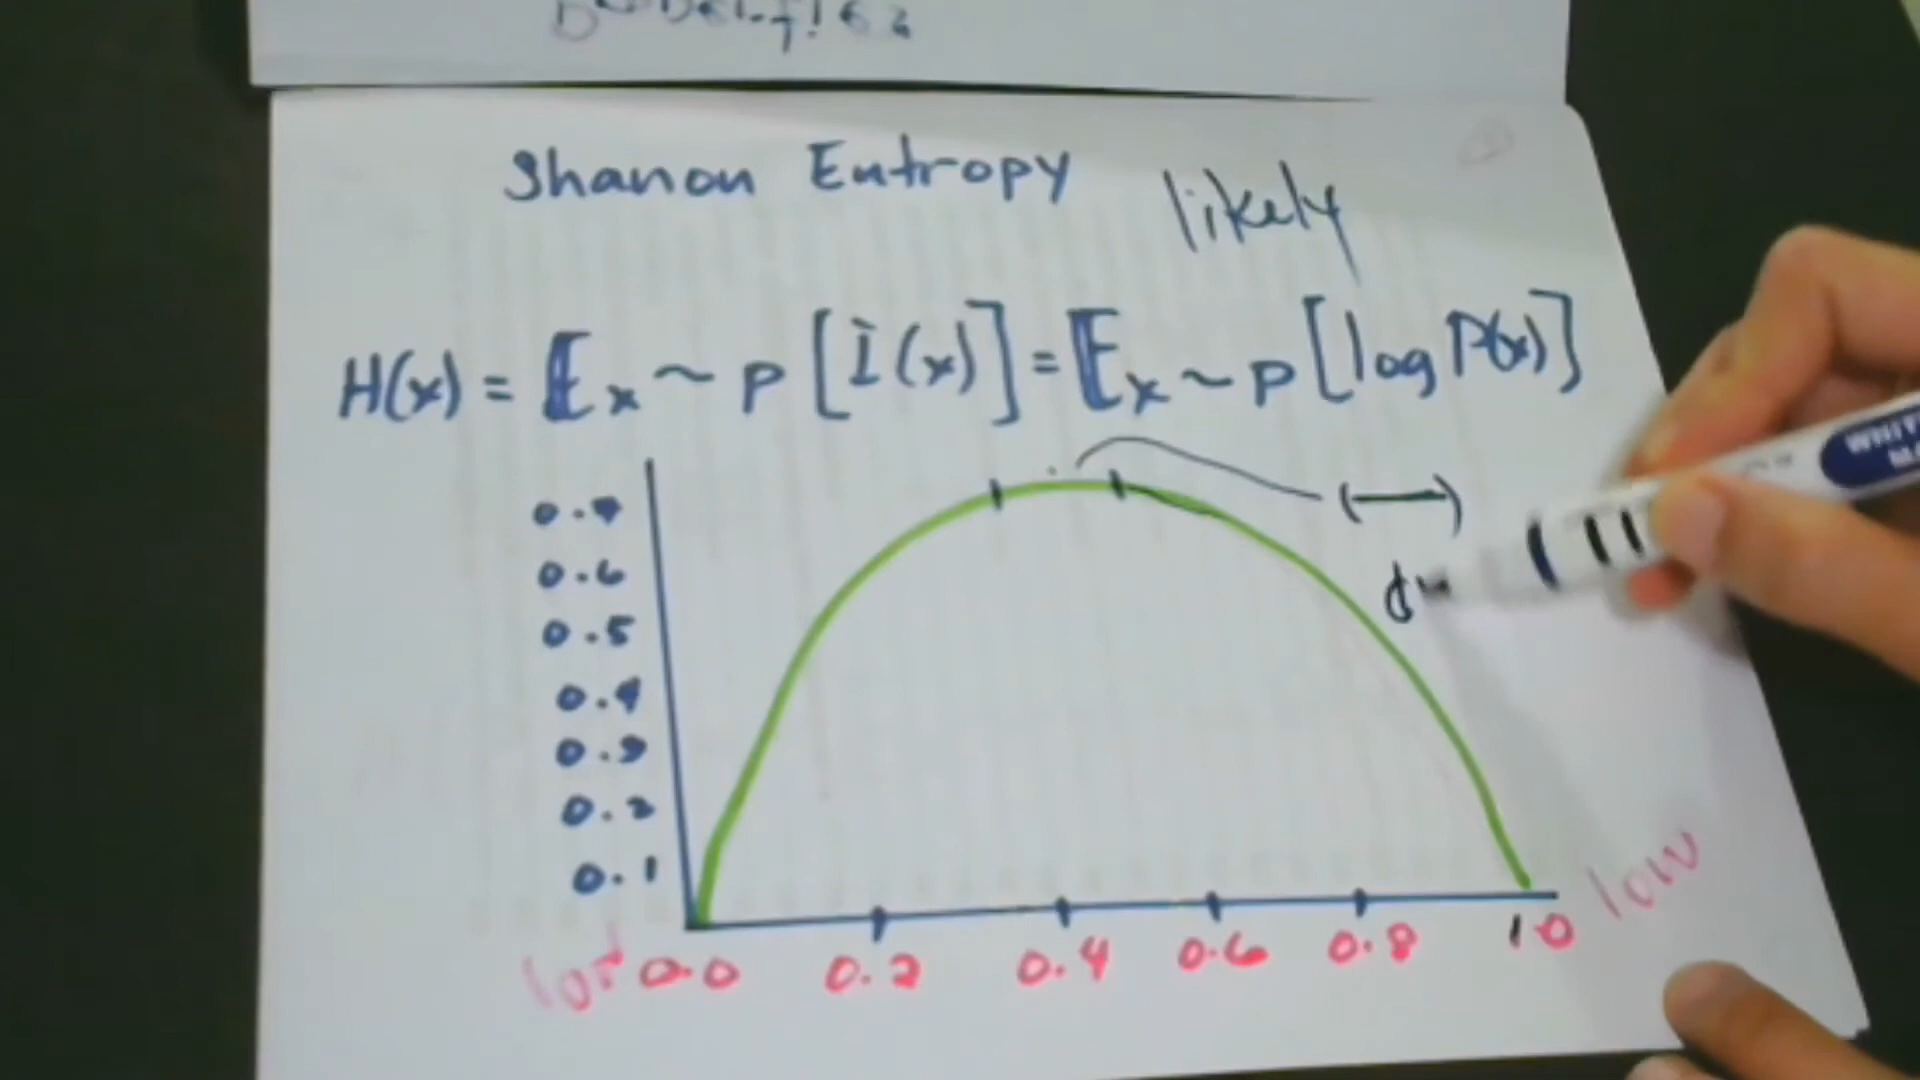 Shanon Entropy
likely
H(x) = 𝔼x ~ p [I(x)] = 𝔼x ~ p [log P(x)]
0.6
0.5
0.4
0.3
0.2
0.1
0.0 0.2 0.4 0.6 0.8 1.0
low